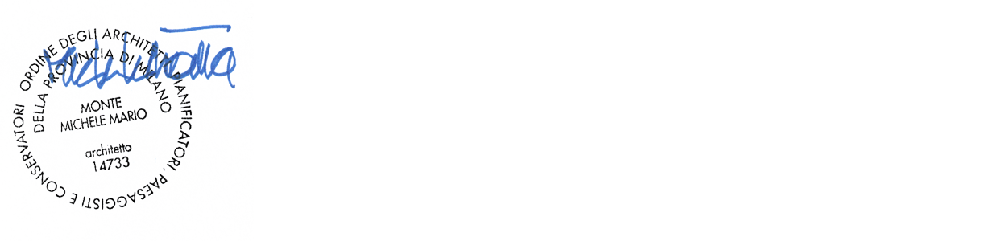 ORDINE DEGLI ARCHITETTI, PIANIFICATORI, PAESAGGISTI E CONSERVATORI
DELLA PROVINCIA DI MILANO
MONTE
MICHELE MARIO
architetto
14733